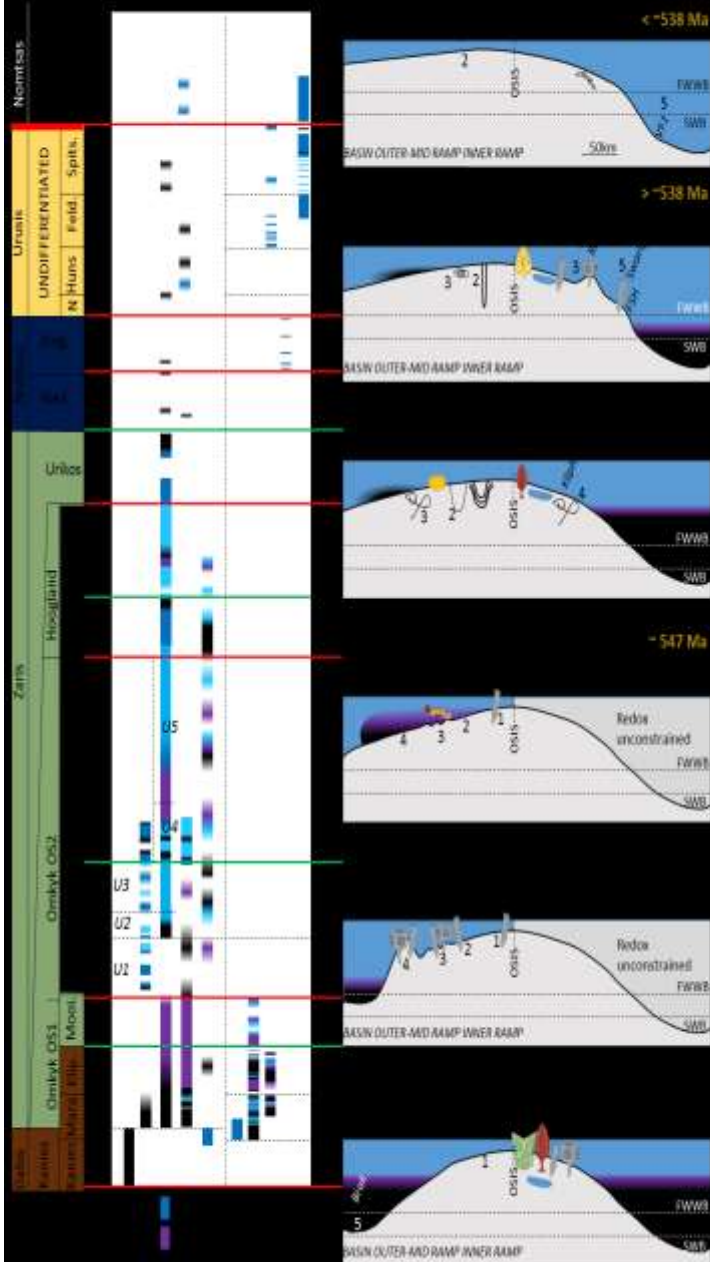 Nomtsas
Urusis
UNDIFFERENTIATED
Spits.
Feld.
Huns
N
Urikos
Zaris
Hoogland
Omkyk OS2
Omkyk OS1
Mooi.
Mara
U5
U4
U3
U2
U1
< ~538 Ma
2
OSIS
FWWB
5
SWB
BASIN OUTER-MID RAMP INNER RAMP
50km
> ~538 Ma
3
2
OSIS
3
5
FWWB
SWB
BASIN OUTER-MID RAMP INNER RAMP
3
2
OSIS
4
FWWB
SWB
~ 547 Ma
4
3
2
1
OSIS
Redox
unconstrained
FWWB
SWB
4
3
2
1
OSIS
Redox
unconstrained
FWWB
SWB
BASIN OUTER-MID RAMP INNER RAMP
1
OSIS
5
FWWB
SWB
BASIN OUTER-MID RAMP INNER RAMP